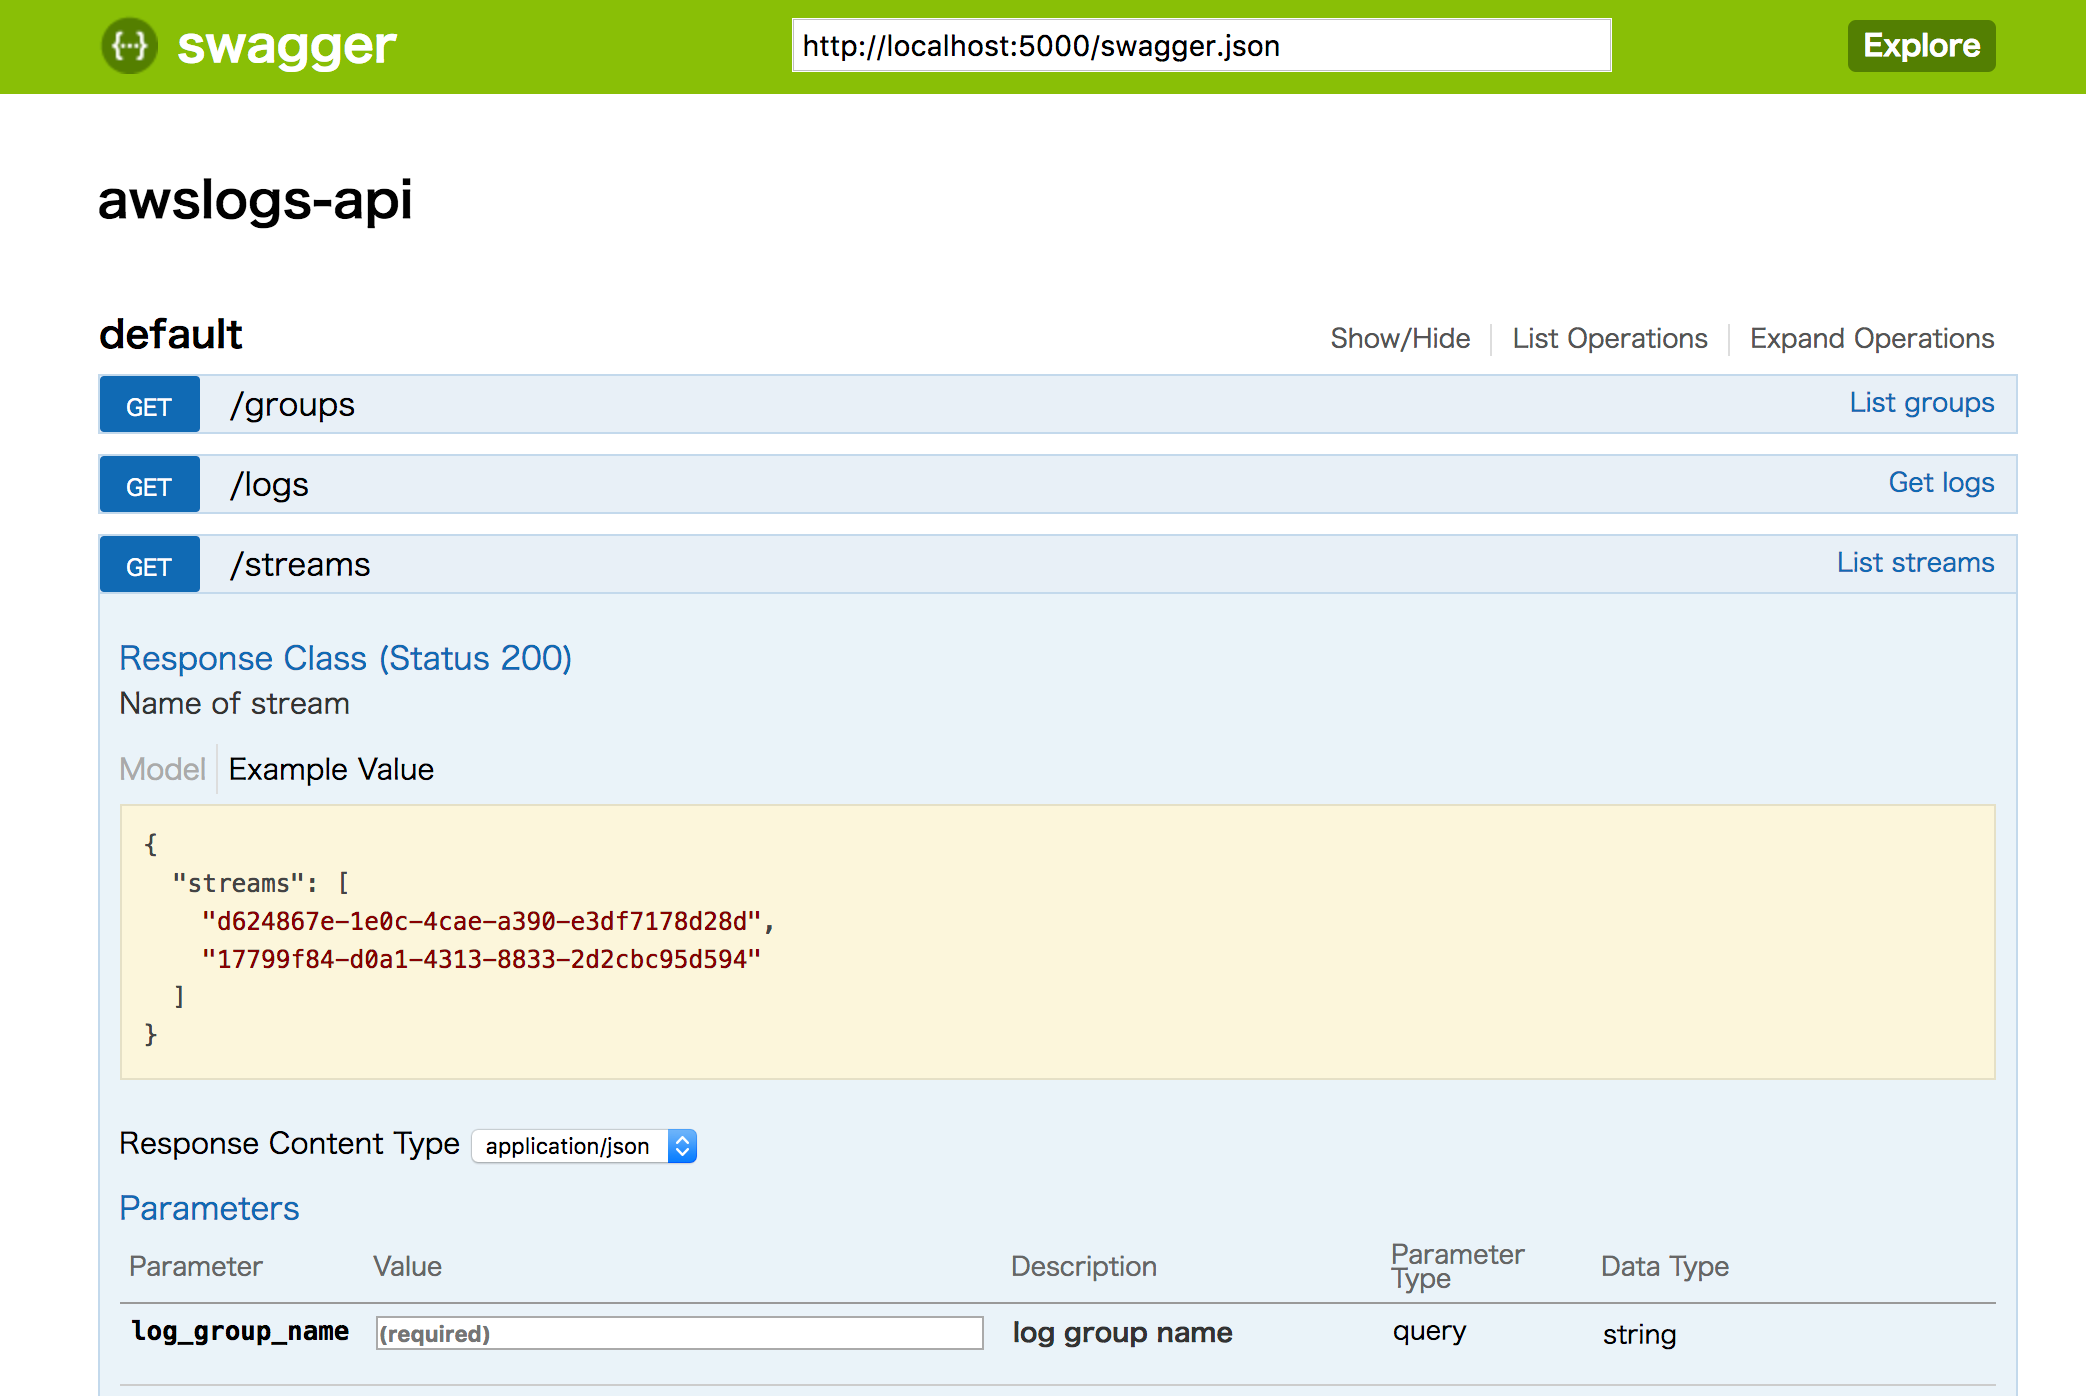 {···} swagger http://localhost:5000/swagger.json Explore
awslogs-api
default Show/Hide List Operations Expand Operations
GET /groups List groups
GET /logs Get logs
GET /streams List streams
Response Class (Status 200)
Name of stream
Model Example Value
{
  "streams": [
    "d624867e-1e0c-4cae-a390-e3df7178d28d",
    "17799f84-d0a1-4313-8833-2d2cbc95d594"
  ]
}
Response Content Type application/json
Parameters
Parameter Value Description Parameter Type Data Type
log_group_name (required) log group name query string